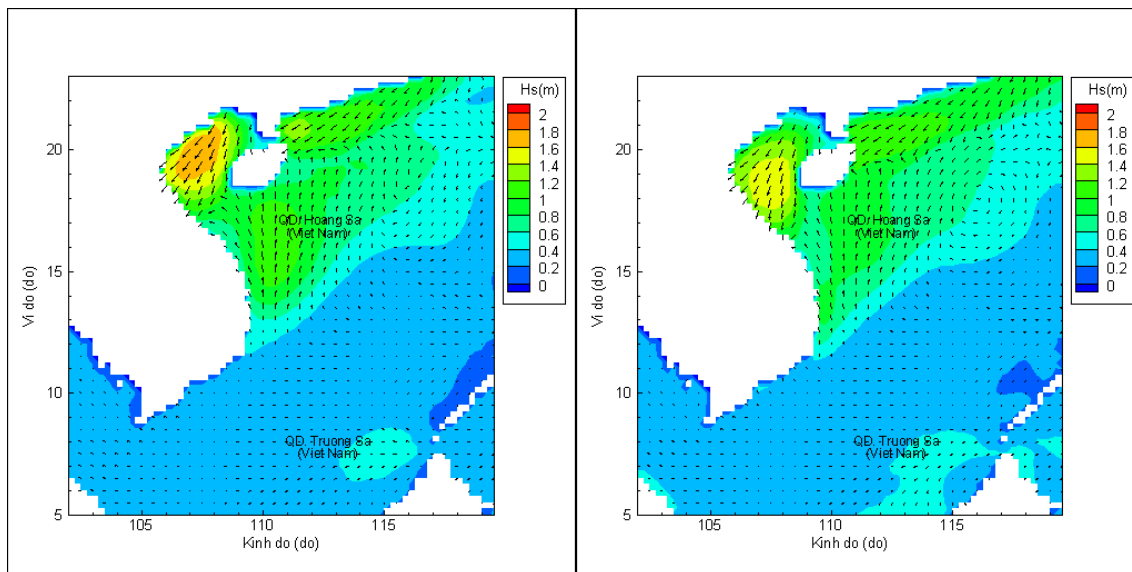 Hs(m)
2
1.8
1.6
1.4
1.2
1
0.8
0.6
0.4
0.2
0
Vi do (do)
20
15
10
5
QĐ. Hoang Sa
(Viet Nam)
QĐ. Truong Sa
(Viet Nam)
105
110
115
Kinh do (do)
Hs(m)
2
1.8
1.6
1.4
1.2
1
0.8
0.6
0.4
0.2
0
Vi do (do)
20
15
10
5
QĐ. Hoang Sa
(Viet Nam)
QĐ. Truong Sa
(Viet Nam)
105
110
115
Kinh do (do)